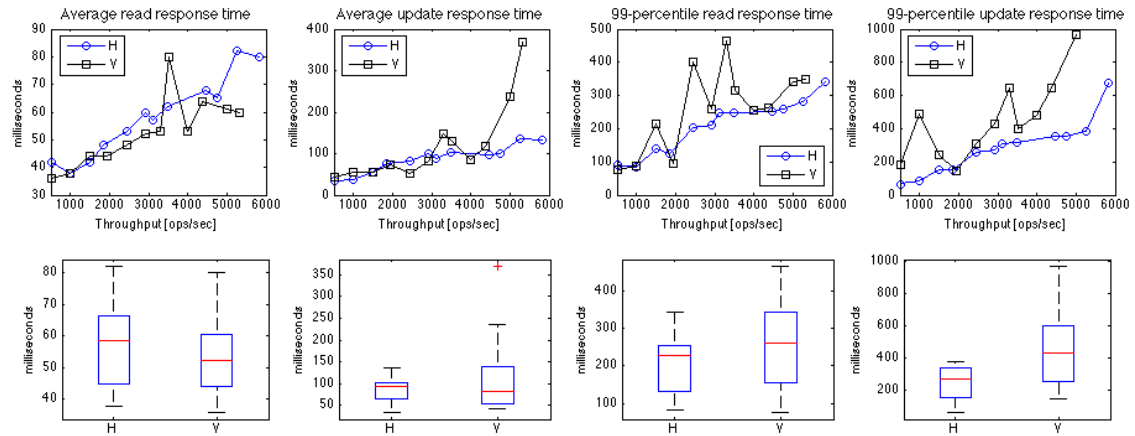 Average read response time
90
80
70
60
50
40
30
milliseconds
H
V
1000 2000 3000 4000 5000 6000
Throughput [ops/sec]
Average update response time
400
300
200
100
0
milliseconds
H
V
1000 2000 3000 4000 5000 6000
Throughput [ops/sec]
99-percentile read response time
500
400
300
200
100
0
milliseconds
H
V
1000 2000 3000 4000 5000 6000
Throughput [ops/sec]
99-percentile update response time
1000
800
600
400
200
0
milliseconds
H
V
1000 2000 3000 4000 5000 6000
Throughput [ops/sec]
80
70
60
50
40
milliseconds
H V
350
300
250
200
150
100
50
milliseconds
H V
400
300
200
100
milliseconds
H V
1000
800
600
400
200
milliseconds
H V